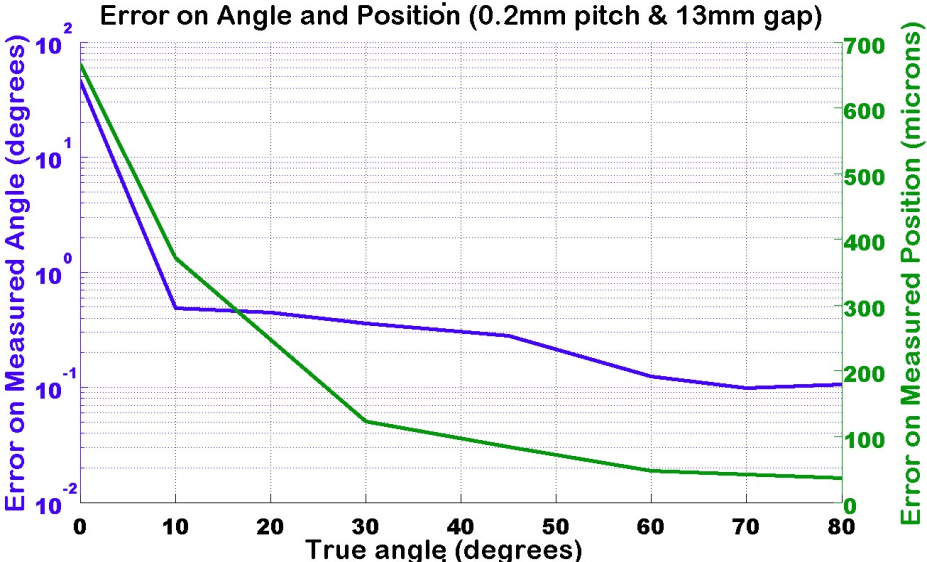 Error on Angle and Position (0.2mm pitch & 13mm gap)
Error on Measured Angle (degrees)
10^2
10^1
10^0
10^-1
10^-2
700
600
500
400
300
200
100
0
Error on Measured Position (microns)
0 10 20 30 40 50 60 70 80
True angle (degrees)